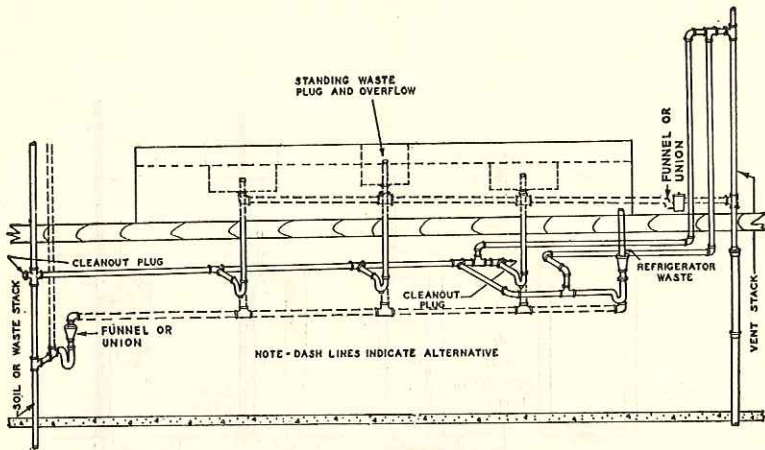 STANDING WASTE
PLUG AND OVERFLOW
FUNNEL OR
UNION
CLEANOUT PLUG
REFRIGERATOR
WASTE
CLEANOUT
PLUG
FUNNEL OR
UNION
NOTE - DASH LINES INDICATE ALTERNATIVE
SOIL OR WASTE STACK
VENT STACK